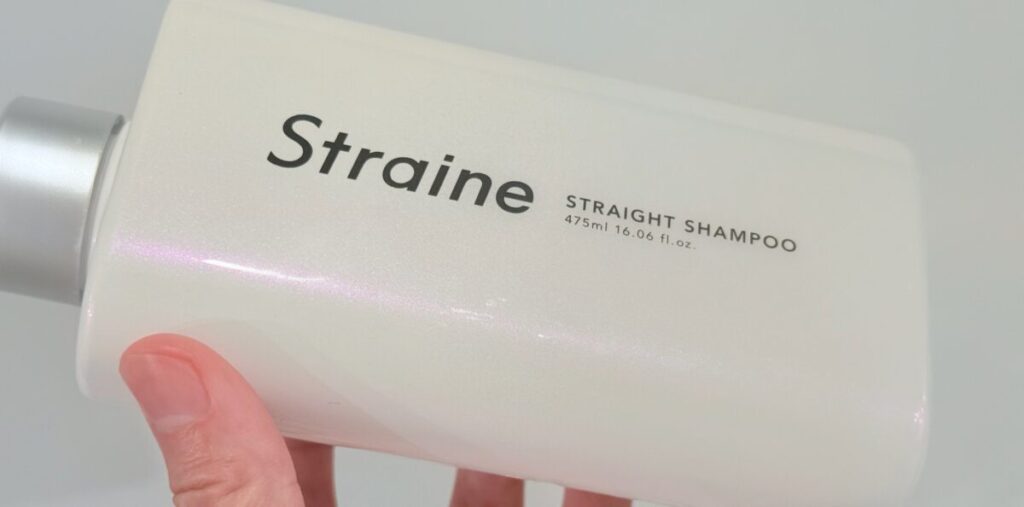 Straine
STRAIGHT SHAMPOO
475ml 16.06 fl.oz.